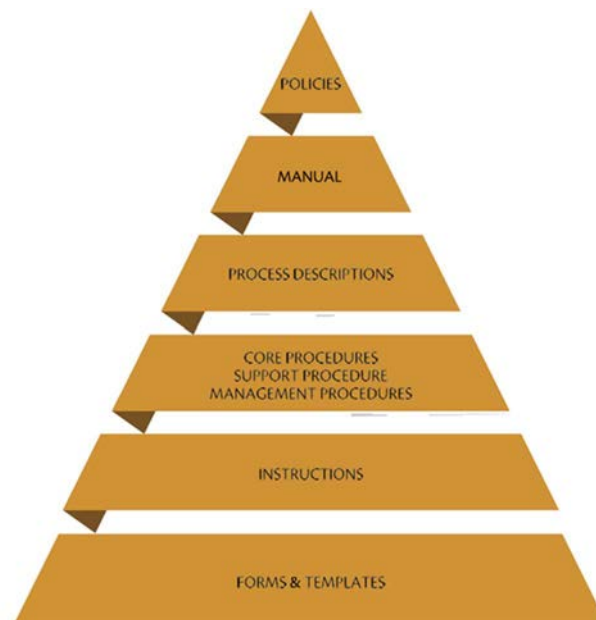 POLICIES
MANUAL
PROCESS DESCRIPTIONS
CORE PROCEDURES
SUPPORT PROCEDURE
MANAGEMENT PROCEDURES
INSTRUCTIONS
FORMS & TEMPLATES